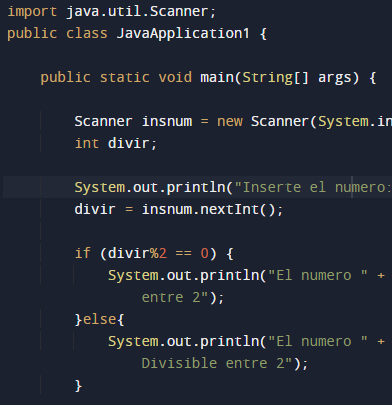 import java.util.Scanner;
public class JavaApplication1 {
public static void main(String[] args) {
Scanner insnum = new Scanner(System.in
int divir;
System.out.println("Inserte el numero:
divir = insnum.nextInt();
if (divir%2 == 0) {
System.out.println("El numero " +
entre 2");
}else{
System.out.println("El numero " +
Divisible entre 2");
}